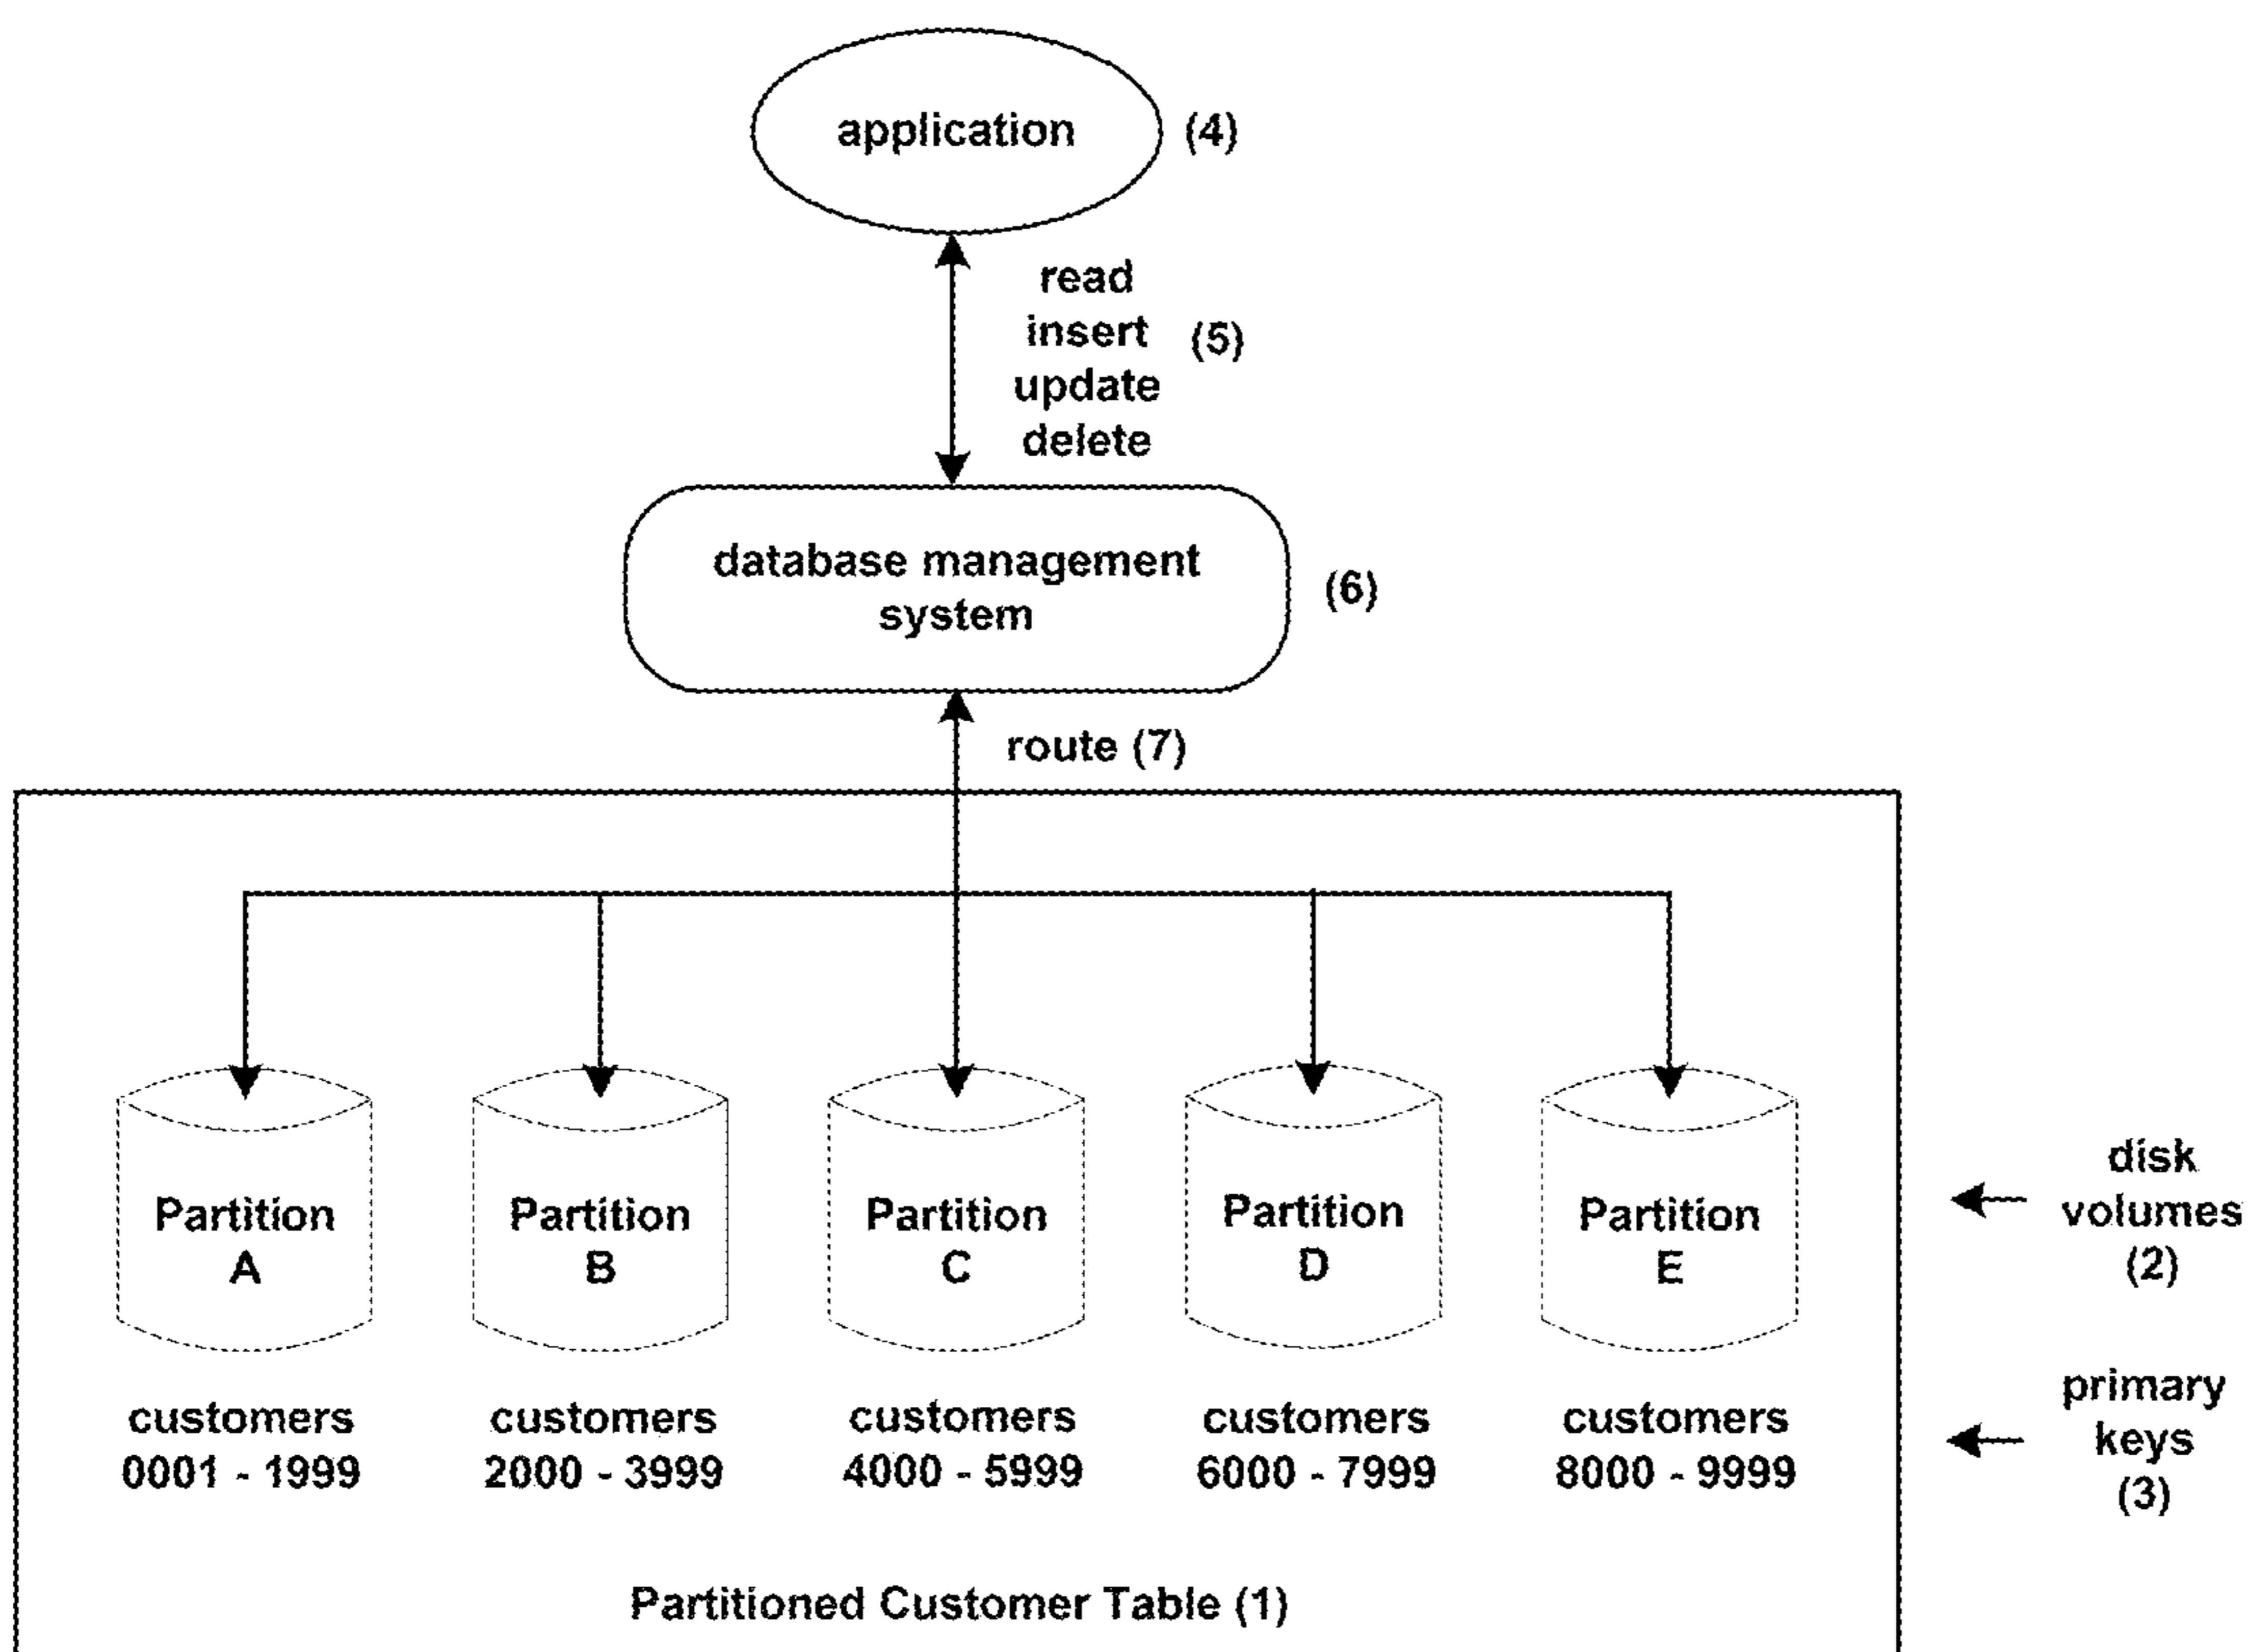 application (4)
read
insert (5)
update
delete
database management
system
(6)
route (7)
Partition
A
Partition
B
Partition
C
Partition
D
Partition
E
disk
volumes
(2)
customers
0001 - 1999
customers
2000 - 3999
customers
4000 - 5999
customers
6000 - 7999
customers
8000 - 9999
primary
keys
(3)
Partitioned Customer Table (1)